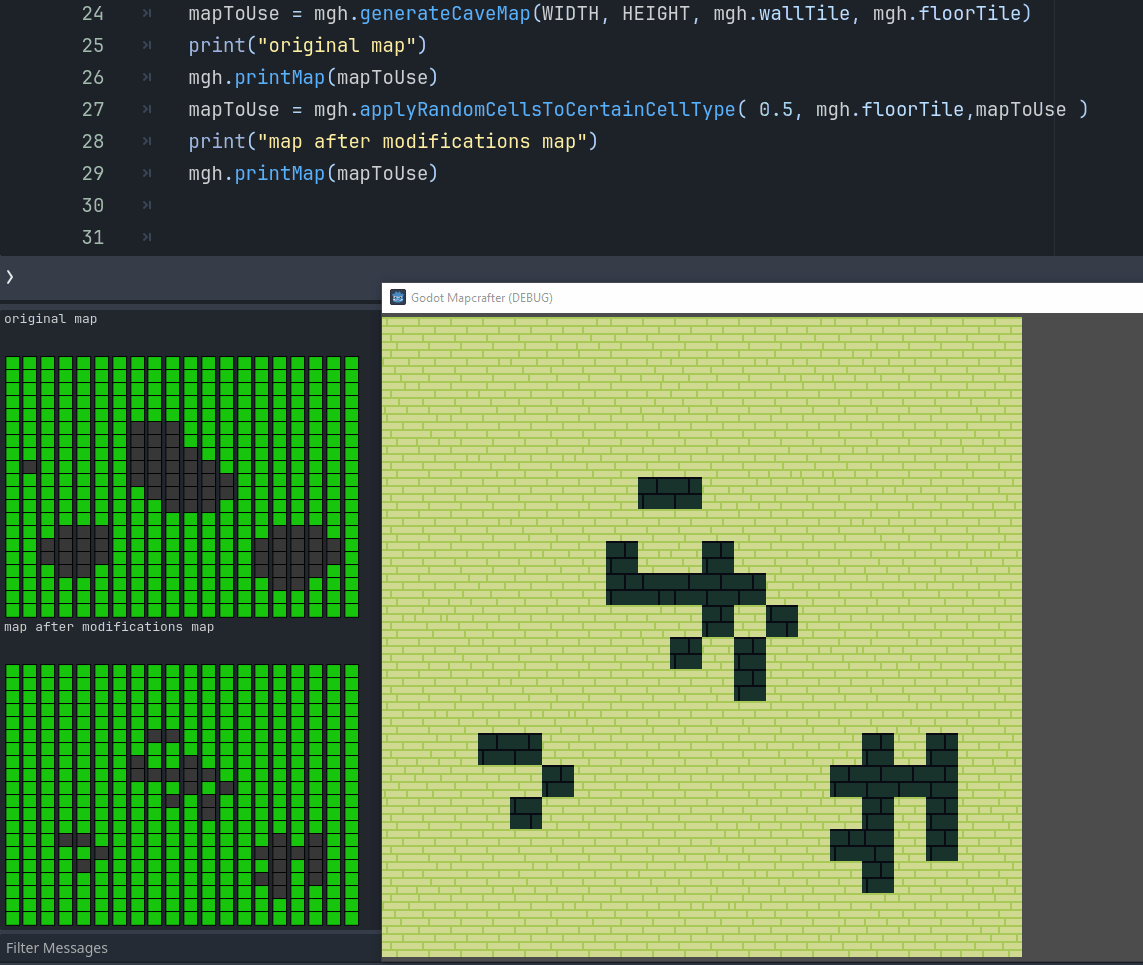 24 mapToUse = mgh.generateCaveMap(WIDTH, HEIGHT, mgh.wallTile, mgh.floorTile)
25 print("original map")
26 mgh.printMap(mapToUse)
27 mapToUse = mgh.applyRandomCellsToCertainCellType( 0.5, mgh.floorTile,mapToUse )
28 print("map after modifications map")
29 mgh.printMap(mapToUse)
30
31
Godot Mapcrafter (DEBUG)
original map
map after modifications map
Filter Messages